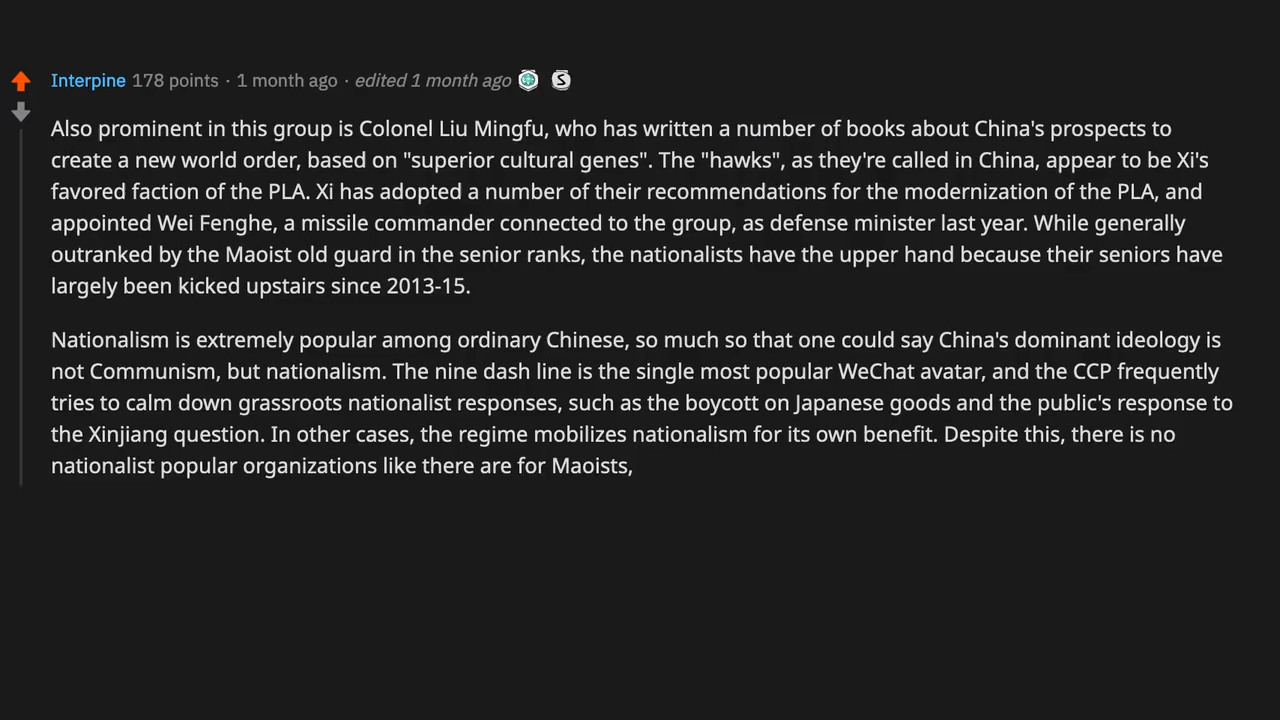 Interpine 178 points · 1 month ago · edited 1 month ago
Also prominent in this group is Colonel Liu Mingfu, who has written a number of books about China's prospects to
create a new world order, based on "superior cultural genes". The "hawks", as they're called in China, appear to be Xi's
favored faction of the PLA. Xi has adopted a number of their recommendations for the modernization of the PLA, and
appointed Wei Fenghe, a missile commander connected to the group, as defense minister last year. While generally
outranked by the Maoist old guard in the senior ranks, the nationalists have the upper hand because their seniors have
largely been kicked upstairs since 2013-15.
Nationalism is extremely popular among ordinary Chinese, so much so that one could say China's dominant ideology is
not Communism, but nationalism. The nine dash line is the single most popular WeChat avatar, and the CCP frequently
tries to calm down grassroots nationalist responses, such as the boycott on Japanese goods and the public's response to
the Xinjiang question. In other cases, the regime mobilizes nationalism for its own benefit. Despite this, there is no
nationalist popular organizations like there are for Maoists,